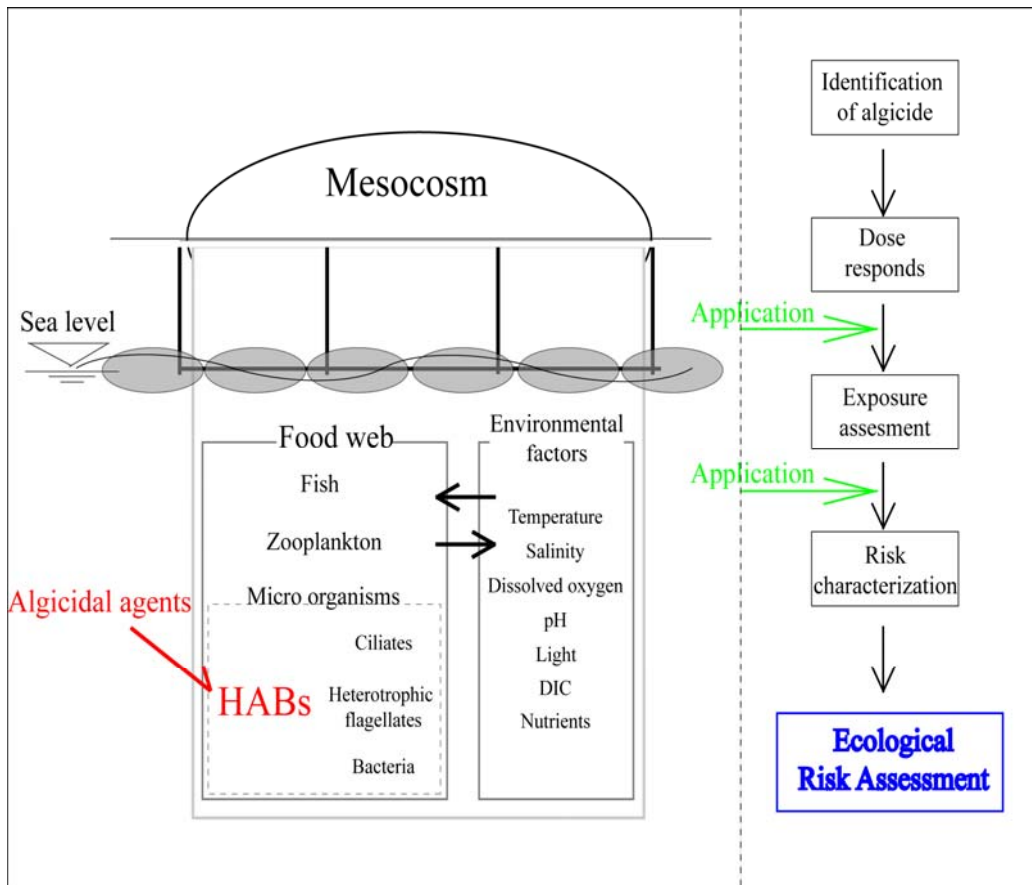 Mesocosm
Sea level
Food web
Fish
Zooplankton
Micro organisms
Ciliates
Heterotrophic
flagellates
Bacteria
Algicidal agents
HABs
Environmental
factors
Temperature
Salinity
Dissolved oxygen
pH
Light
DIC
Nutrients
Identification
of algicide
Dose
responds
Application
Exposure
assesment
Application
Risk
characterization
Ecological
Risk Assessment